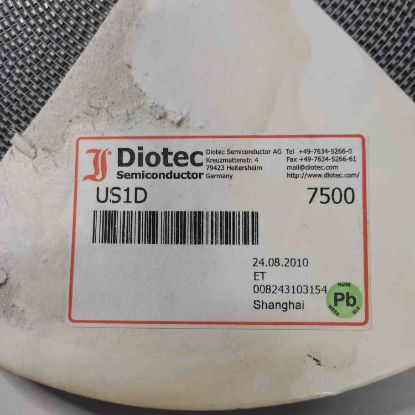 Diotec
Semiconductor
Diotec Semiconductor AG
Kreuzmattenstr. 4
79423 Heitersheim
Germany
Tel +49-7634-5266-0
Fax +49-7634-5266-61
mail@diotec.com
http://www.diotec.com/
US1D 7500
24.08.2010
ET
008243103154
Shanghai
RoHS
Pb